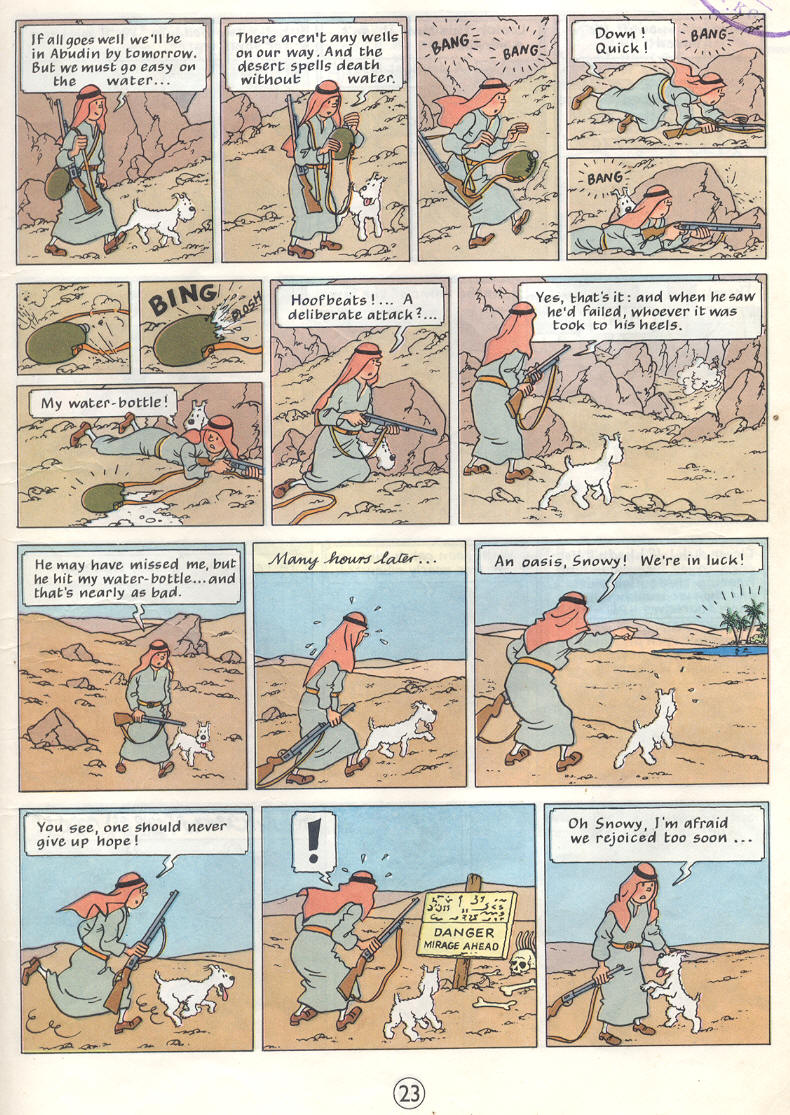 If all goes well we'll be
in Abudin by tomorrow.
But we must go easy on
the water...
There aren't any wells
on our way. And the
desert spells death
without water.
BANG
BANG
Down!
Quick!
BANG
BANG
BING
PLOSH
My water-bottle!
Hoofbeats!... A
deliberate attack?...
Yes, that's it: and when he saw
he'd failed, whoever it was
took to his heels.
He may have missed me, but
he hit my water-bottle...and
that's nearly as bad.
Many hours later...
An oasis, Snowy! We're in luck!
You see, one should never
give up hope!
!
DANGER
MIRAGE AHEAD
Oh Snowy, I'm afraid
we rejoiced too soon ...
23